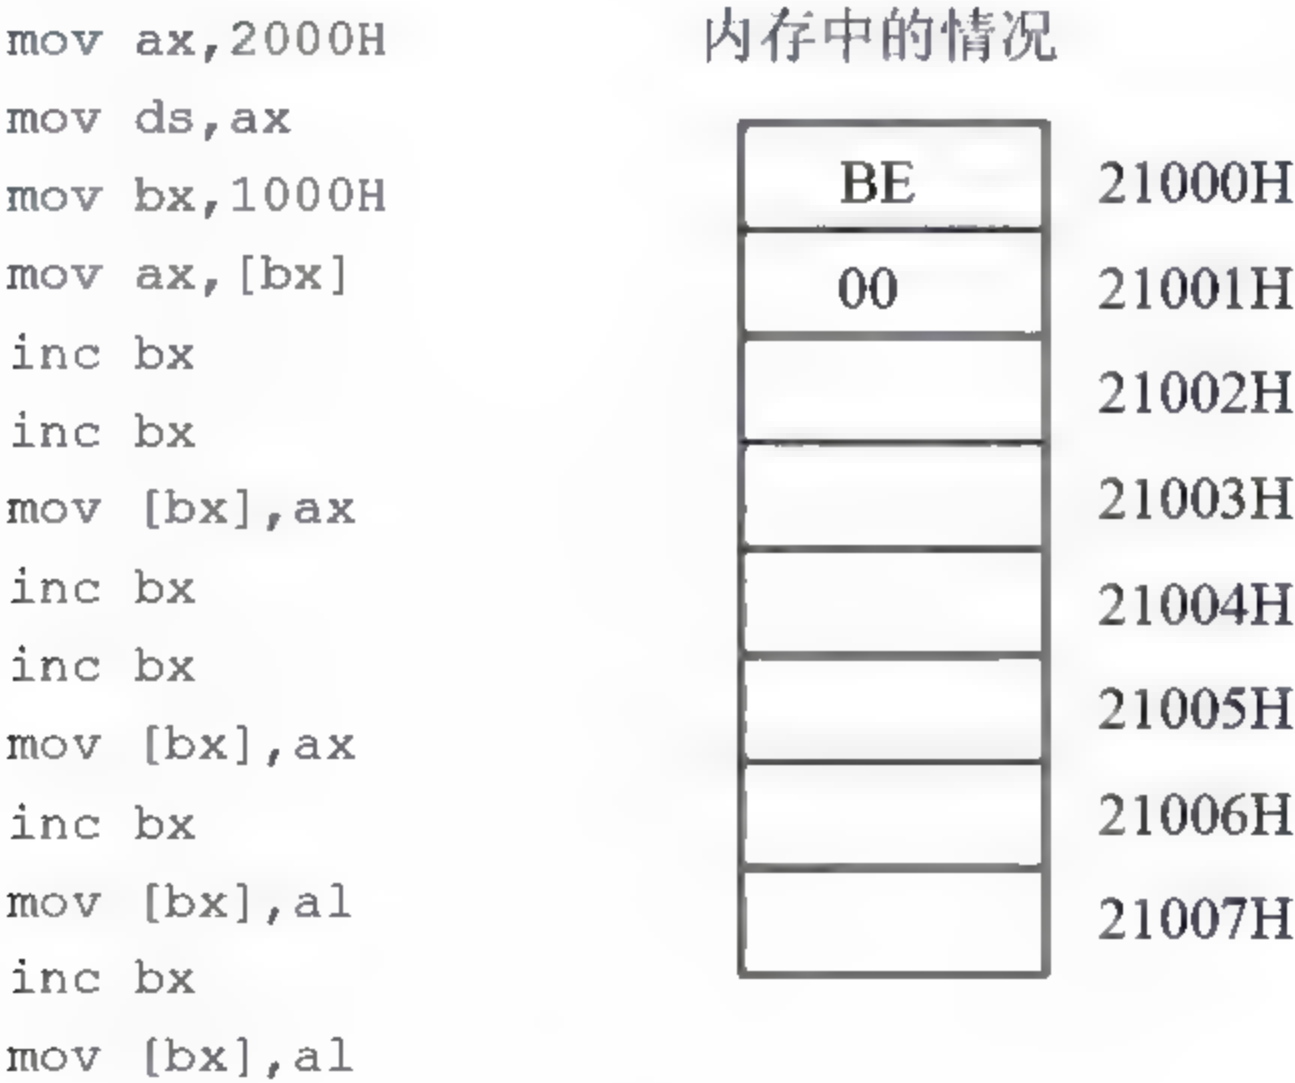 mov ax,2000H
mov ds,ax
mov bx,1000H
mov ax,[bx]
inc bx
inc bx
mov [bx],ax
inc bx
inc bx
mov [bx],ax
inc bx
mov [bx],al
inc bx
mov [bx],al
内存中的情况
BE 21000H
00 21001H
21002H
21003H
21004H
21005H
21006H
21007H